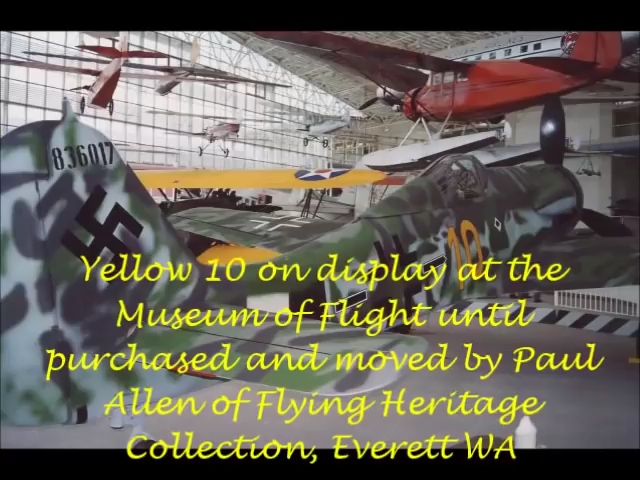 836017
10
Yellow 10 on display at the
Museum of Flight until
purchased and moved by Paul
Allen of Flying Heritage
Collection, Everett WA